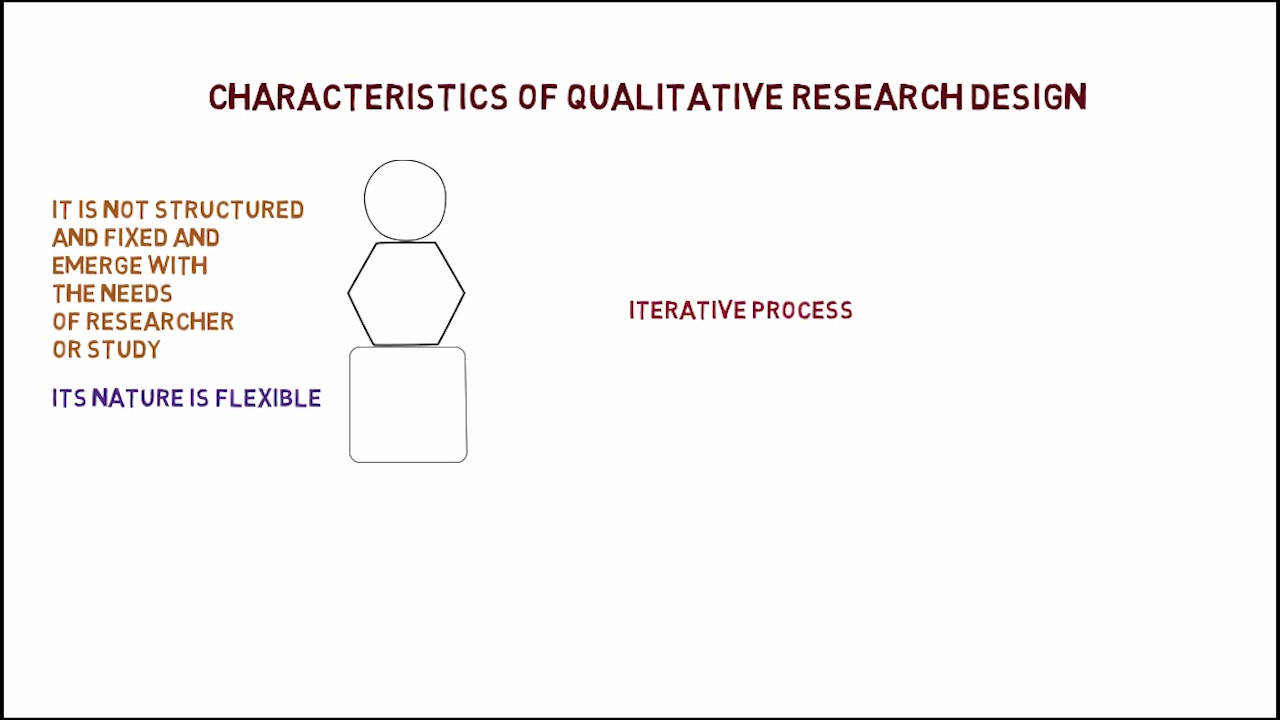 CHARACTERISTICS OF QUALITATIVE RESEARCH DESIGN
IT IS NOT STRUCTURED
AND FIXED AND
EMERGE WITH
THE NEEDS
OF RESEARCHER
OR STUDY
ITS NATURE IS FLEXIBLE
ITERATIVE PROCESS